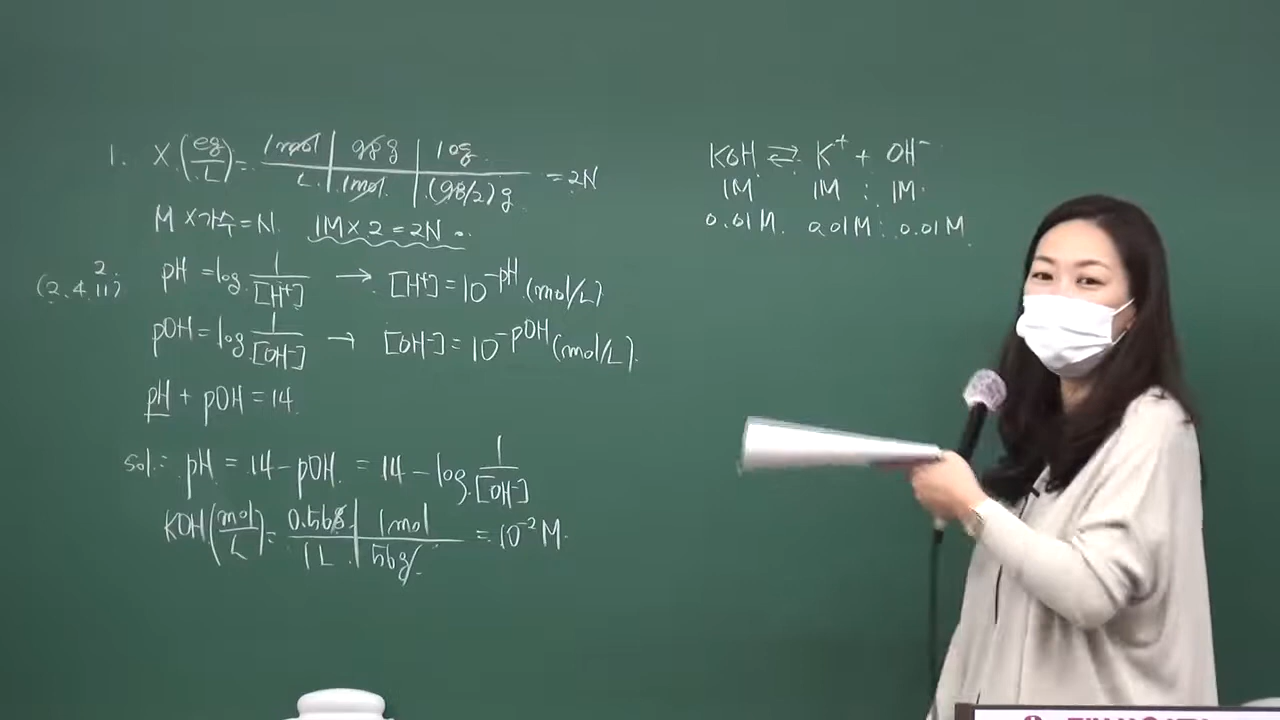 1. X(eg/L) = 1mol/L | 98g/1mol | 1eg/(98/2)g = 2N
M×가수=N. 1M×2=2N.
2.
(2.4.11)
pH = log 1/[H⁺] → [H⁺] = 10^-pH (mol/L)
pOH = log 1/[OH⁻] → [OH⁻] = 10^-pOH (mol/L).
pH + pOH = 14.
sol: pH = 14 - pOH = 14 - log 1/[OH⁻]
KOH(mol/L) = 0.56g/1L | 1mol/56g = 10⁻² M.
KOH ⇌ K⁺ + OH⁻
1M 1M : 1M
0.01M. 0.01M : 0.01M.